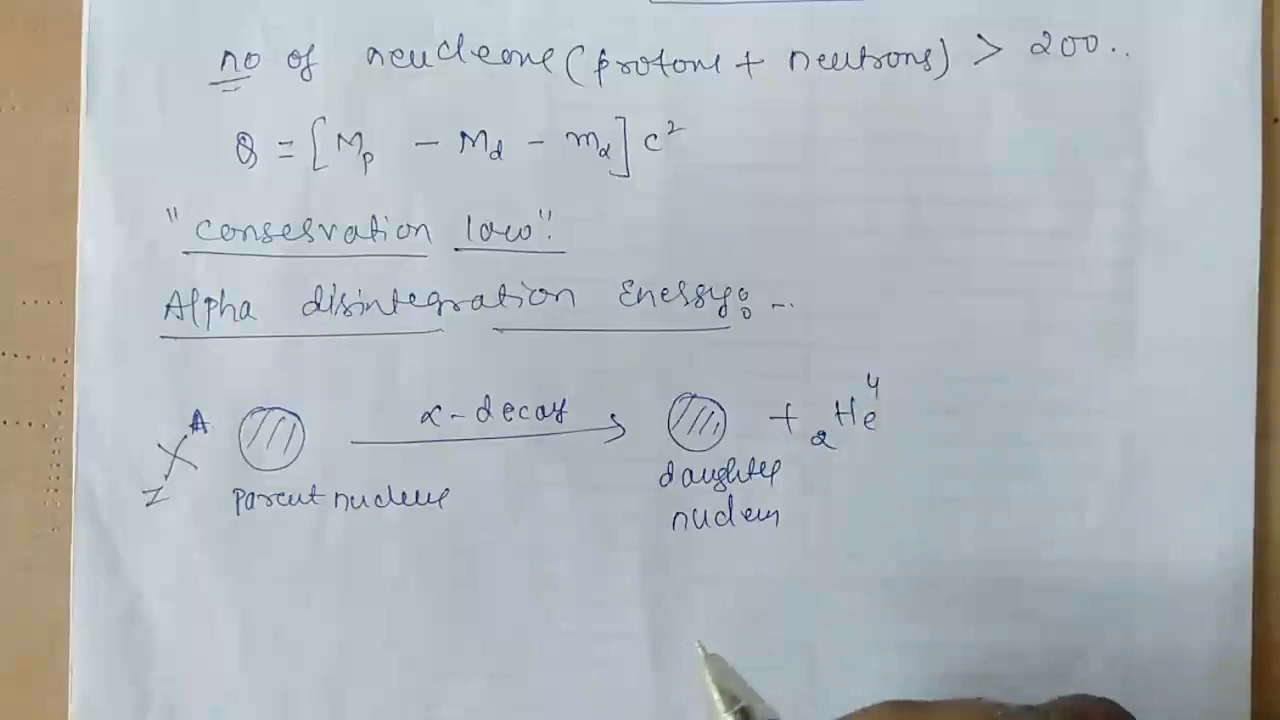 no of nucleons (protons + neutrons) > 200..
Q = [Mp - Md - mα] c²
"conservation law".
Alpha disintegration Energy :-
X A Z
α-decay
+ 2He4
parent nucleus
daughter
nucleus